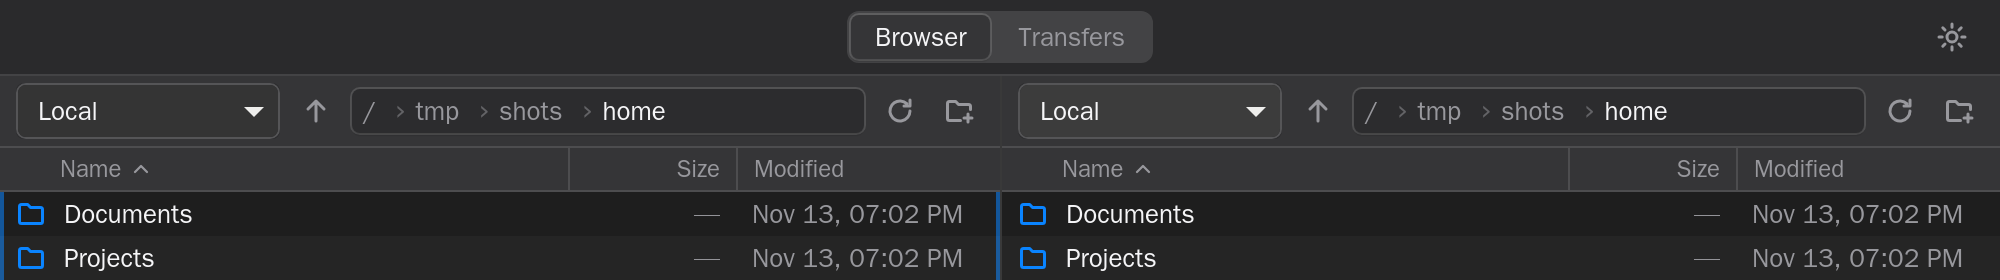 Browser Transfers
Local / › tmp › shots › home Local / › tmp › shots › home
Name Size Modified Name Size Modified
Documents — Nov 13, 07:02 PM Documents — Nov 13, 07:02 PM
Projects — Nov 13, 07:02 PM Projects — Nov 13, 07:02 PM